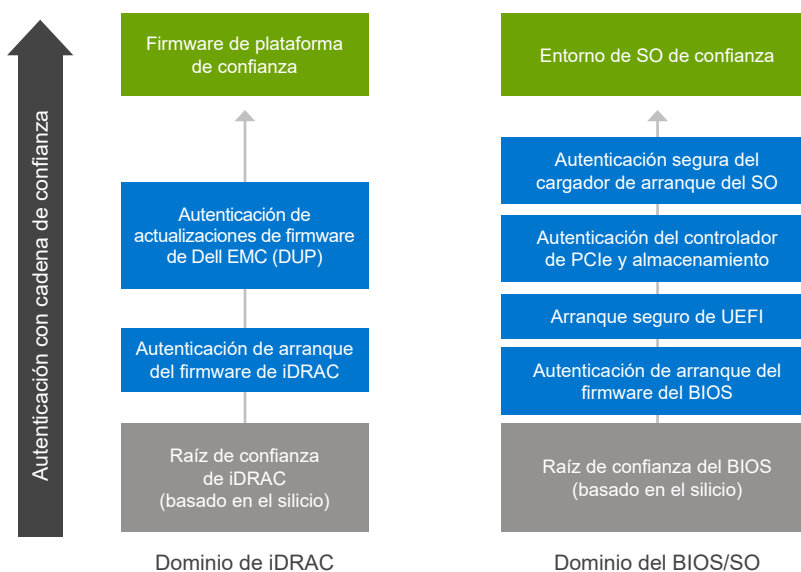 Autenticación con cadena de confianza
Firmware de plataforma
de confianza
Autenticación de
actualizaciones de firmware
de Dell EMC (DUP)
Autenticación de arranque
del firmware de iDRAC
Raíz de confianza
de iDRAC
(basado en el silicio)
Dominio de iDRAC
Entorno de SO de confianza
Autenticación segura del
cargador de arranque del SO
Autenticación del controlador
de PCIe y almacenamiento
Arranque seguro de UEFI
Autenticación de arranque del
firmware del BIOS
Raíz de confianza del BIOS
(basado en el silicio)
Dominio del BIOS/SO